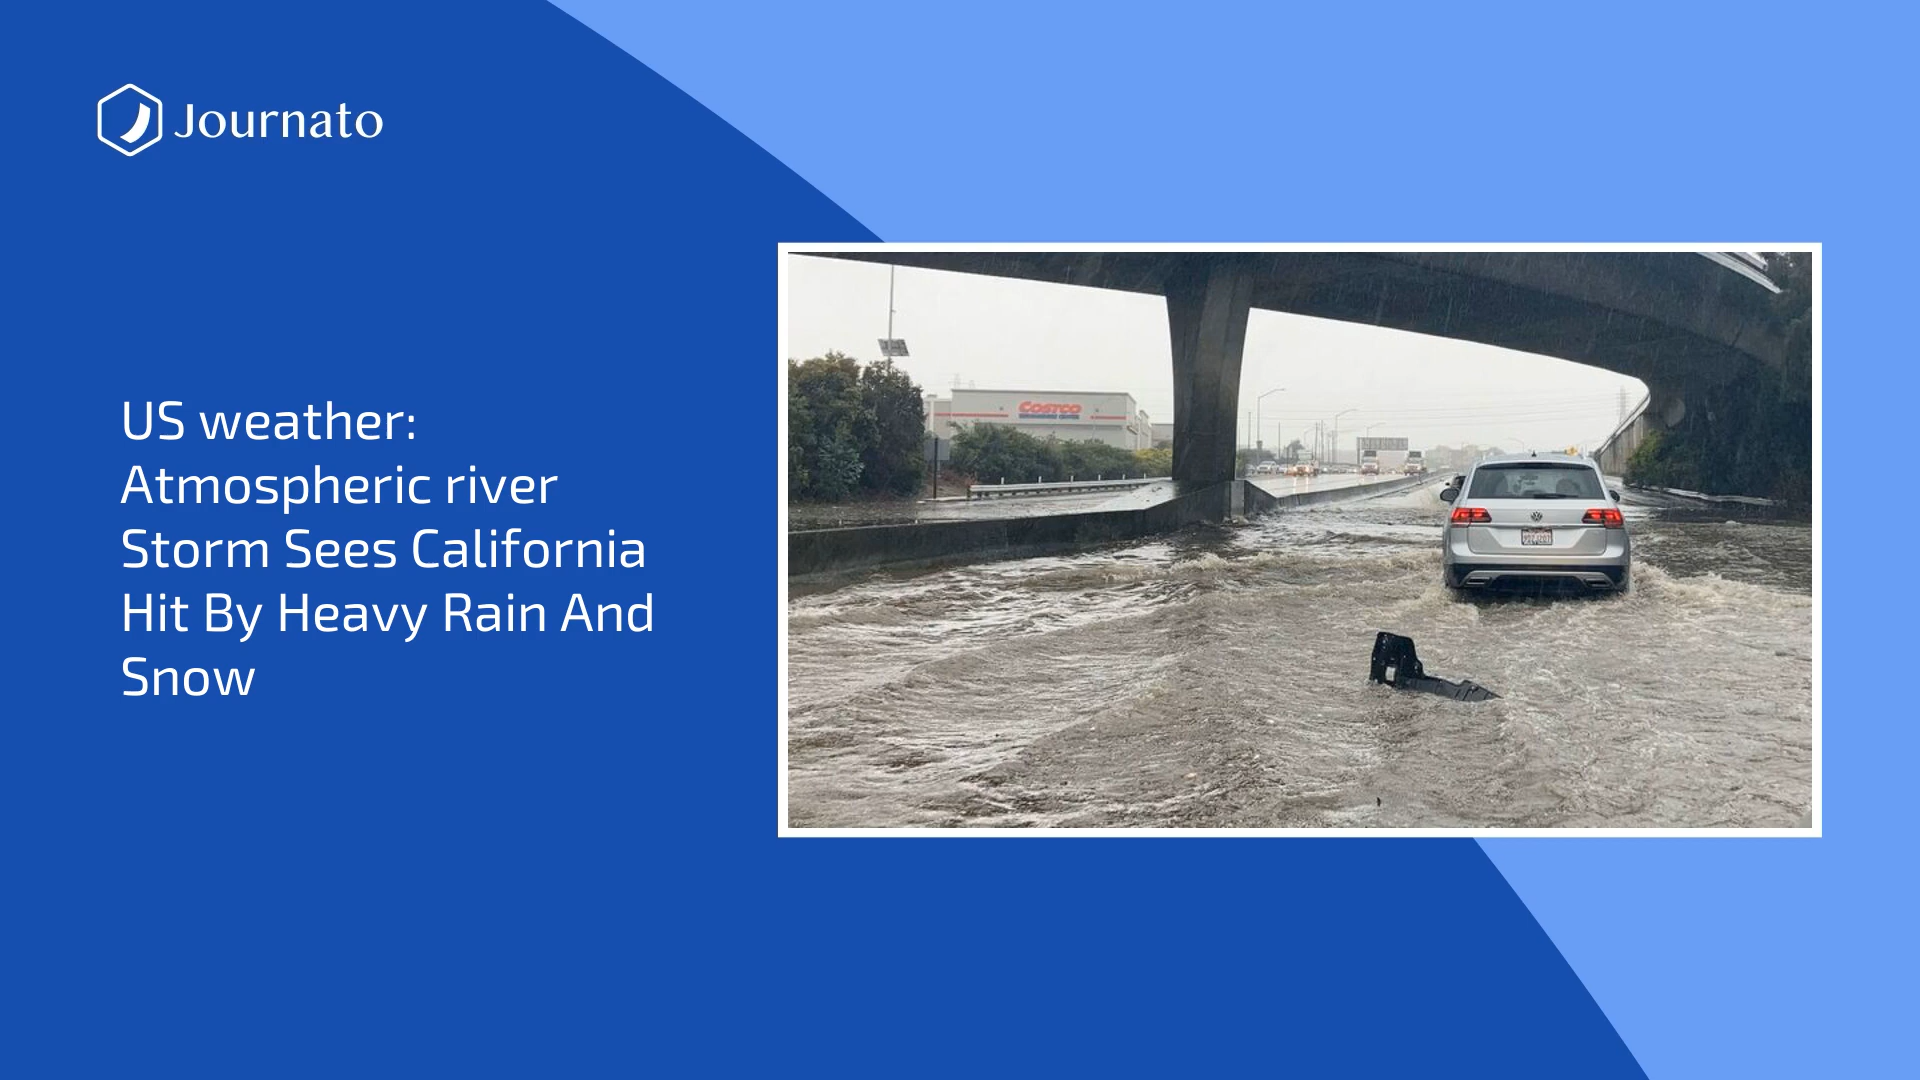 Journato
US weather:
Atmospheric river
Storm Sees California
Hit By Heavy Rain And
Snow
COSTCO